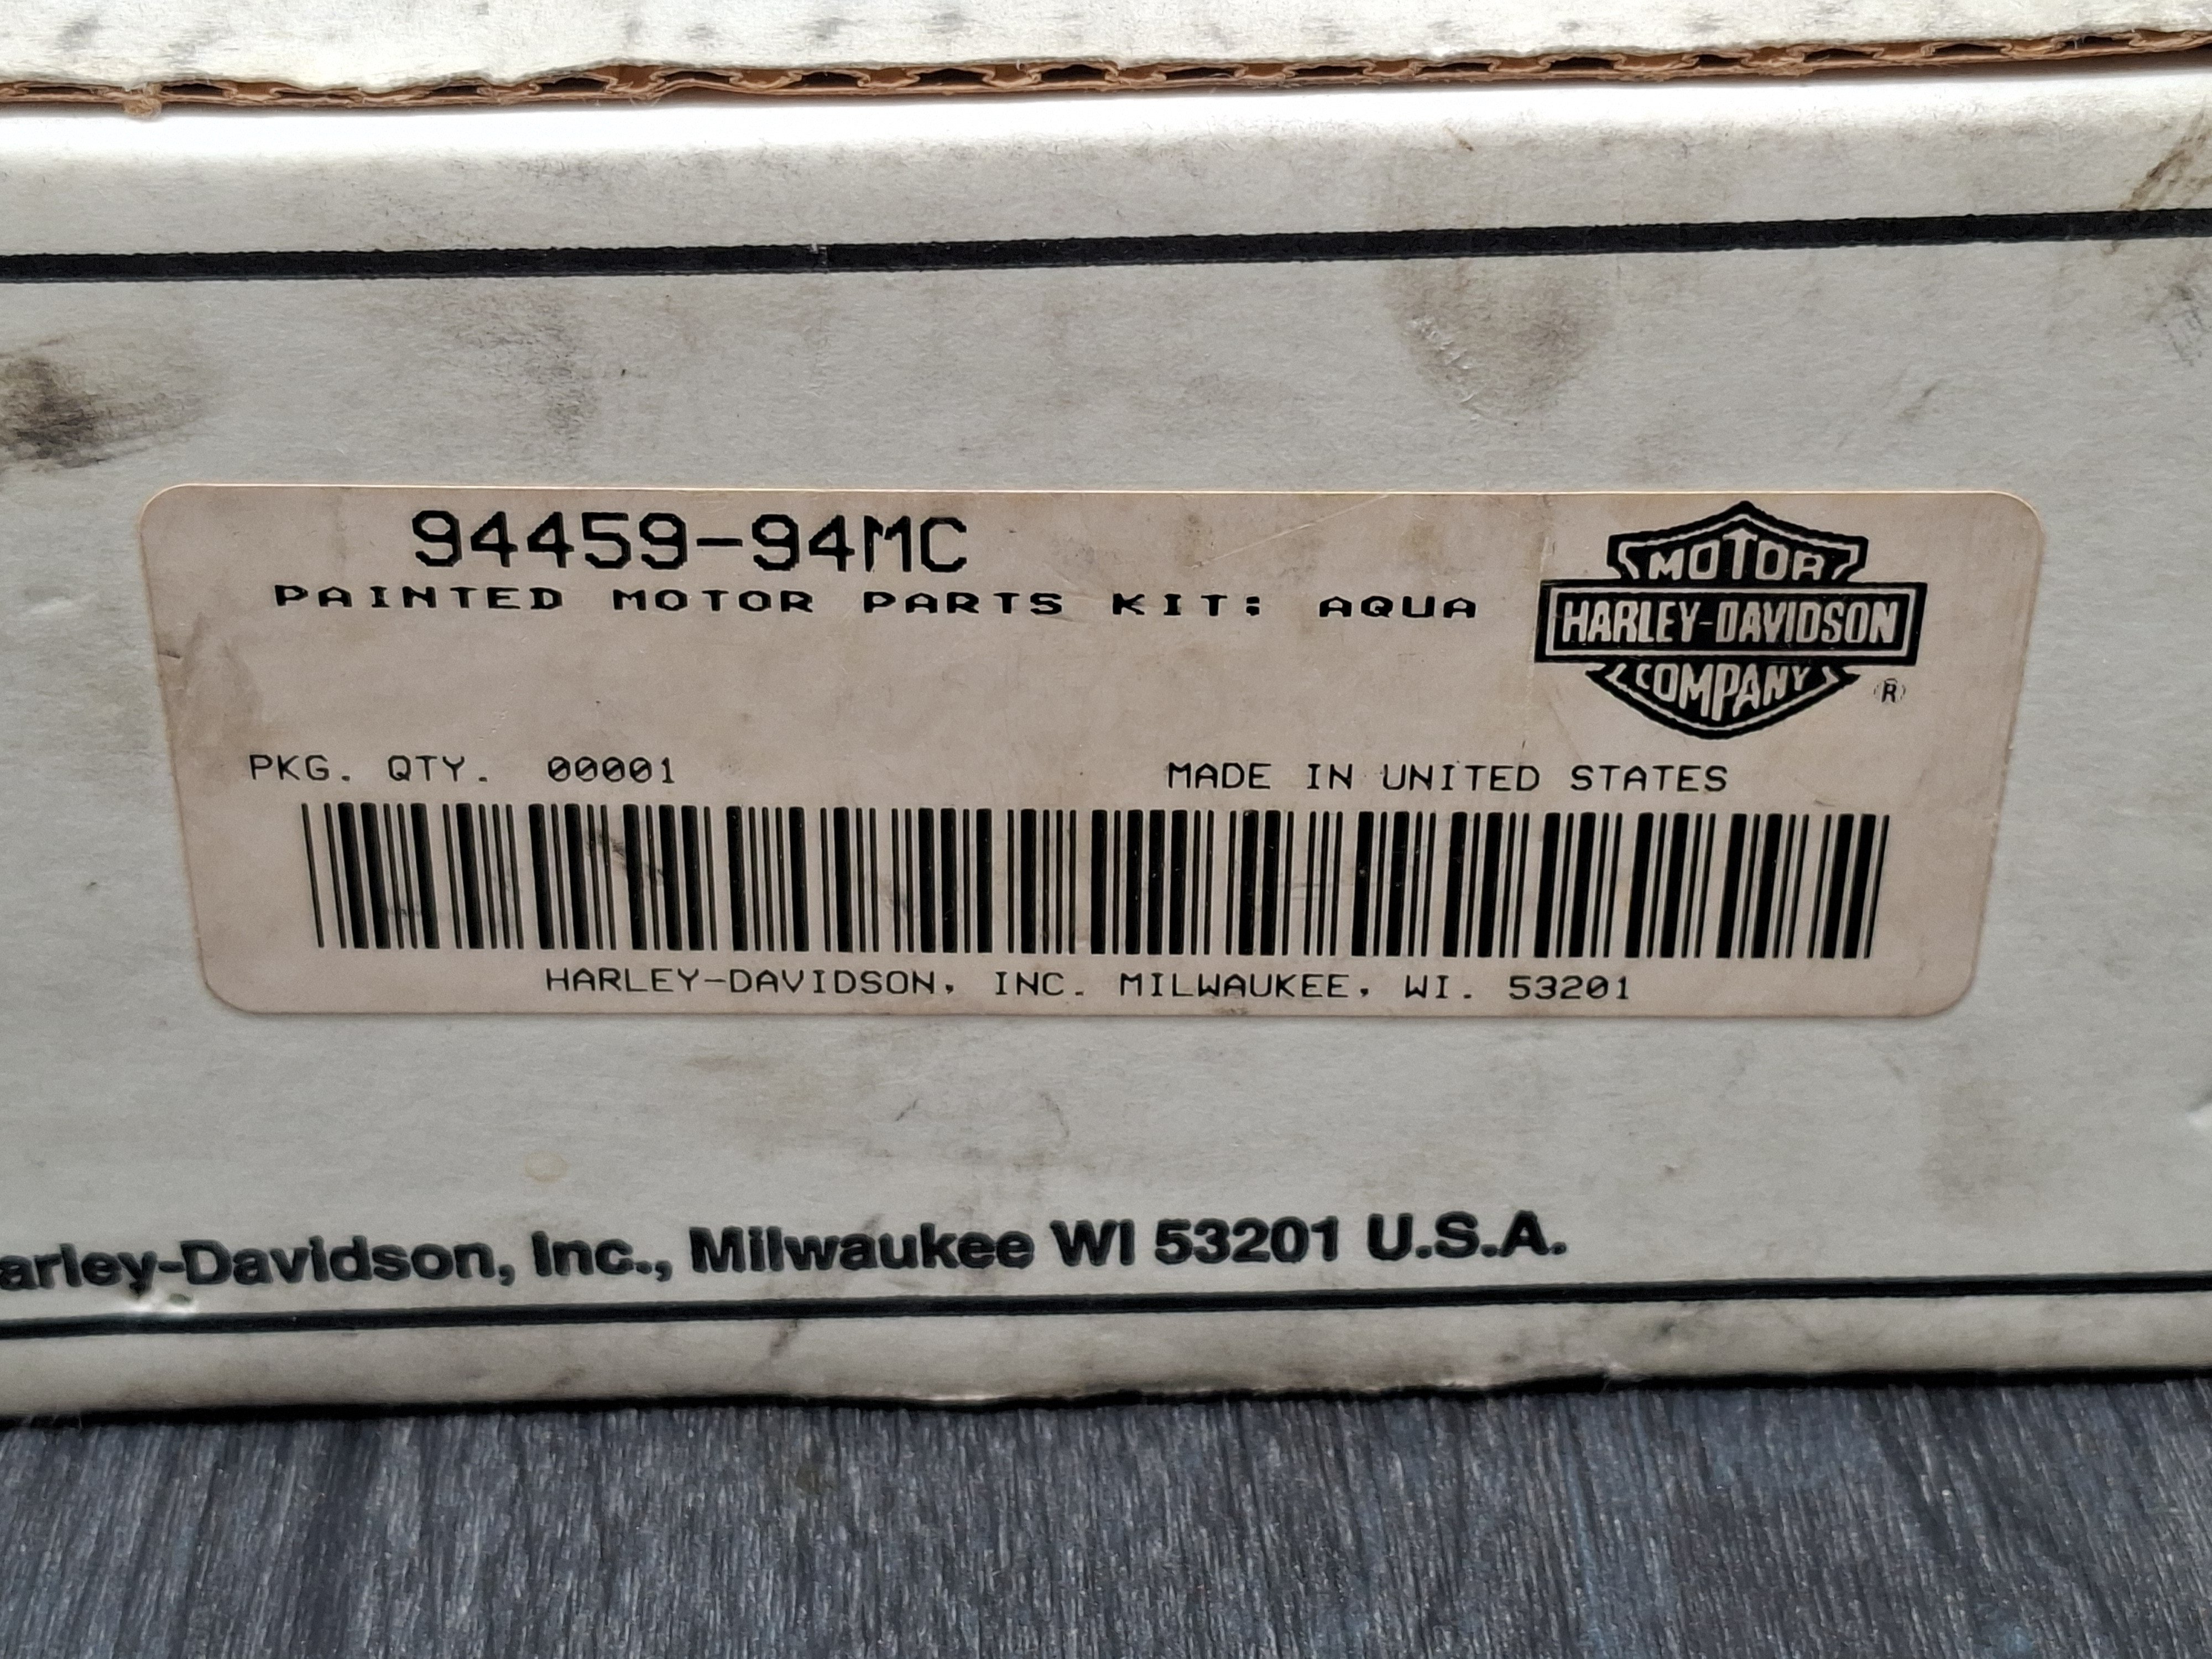 94459-94MC
PAINTED MOTOR PARTS KIT: AQUA
MOTOR
HARLEY-DAVIDSON
COMPANY
®
PKG. QTY. 00001
MADE IN UNITED STATES
HARLEY-DAVIDSON, INC. MILWAUKEE, WI. 53201
arley-Davidson, Inc., Milwaukee WI 53201 U.S.A.